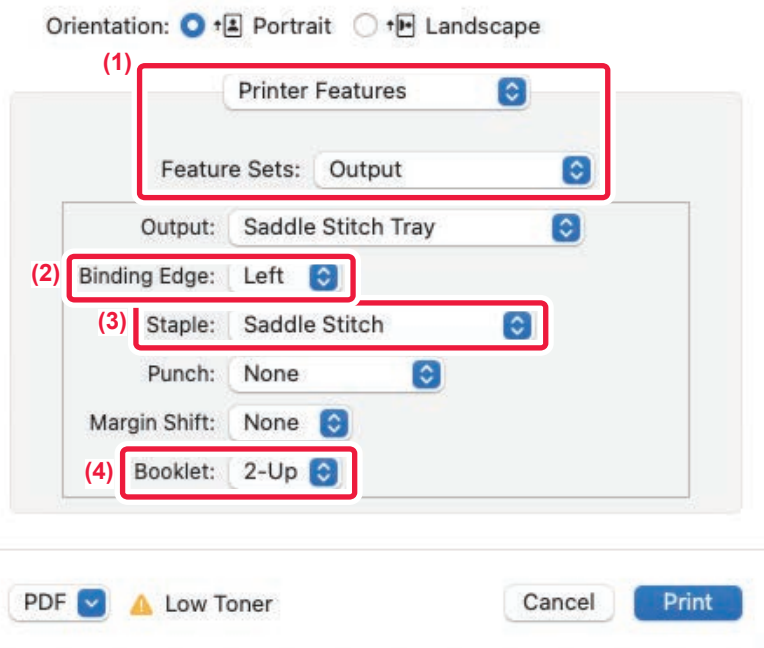 Orientation: Portrait Landscape
(1)
Printer Features
Feature Sets: Output
Output: Saddle Stitch Tray
(2) Binding Edge: Left
(3) Staple: Saddle Stitch
Punch: None
Margin Shift: None
(4) Booklet: 2-Up
PDF Low Toner Cancel Print